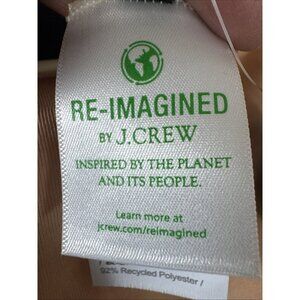 RE-IMAGINED
BY J.CREW
INSPIRED BY THE PLANET
AND ITS PEOPLE.
Learn more at
jcrew.com/reimagined
92% Recycled Polyester /